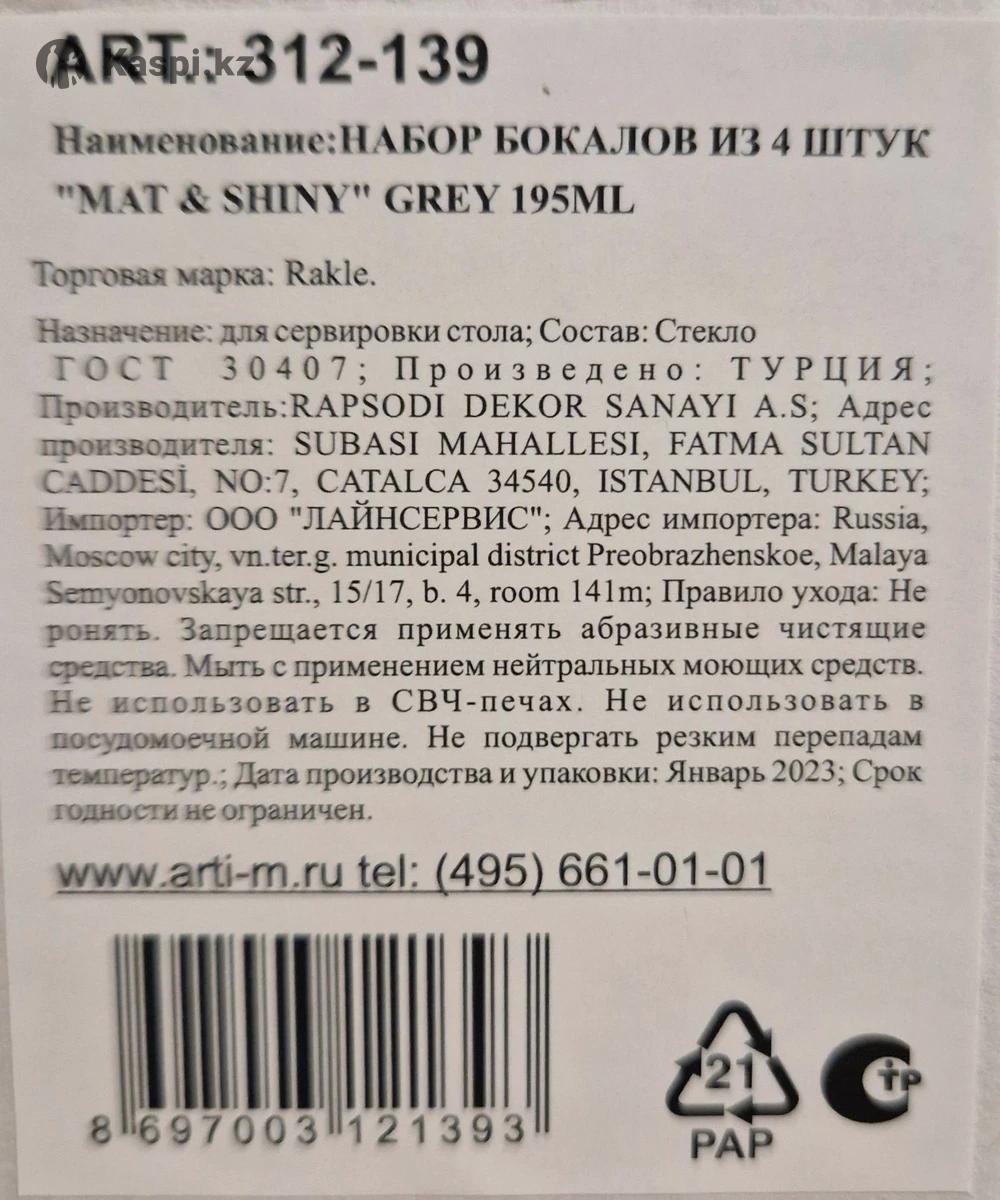 Kaspi.kz
ART.: 312-139
Наименование:НАБОР БОКАЛОВ ИЗ 4 ШТУК
"MAT & SHINY" GREY 195ML
Торговая марка: Rakle.
Назначение: для сервировки стола; Состав: Стекло
ГОСТ 30407; Произведено: ТУРЦИЯ;
Производитель:RAPSODI DEKOR SANAYI A.S; Адрес
производителя: SUBASI MAHALLESI, FATMA SULTAN
CADDESİ, NO:7, CATALCA 34540, ISTANBUL, TURKEY;
Импортер: ООО "ЛАЙНСЕРВИС"; Адрес импортера: Russia,
Moscow city, vn.ter.g. municipal district Preobrazhenskoe, Malaya
Semyonovskaya str., 15/17, b. 4, room 141m; Правило ухода: Не
ронять. Запрещается применять абразивные чистящие
средства. Мыть с применением нейтральных моющих средств.
Не использовать в СВЧ-печах. Не использовать в
посудомоечной машине. Не подвергать резким перепадам
температур.; Дата производства и упаковки: Январь 2023; Срок
годности не ограничен.
www.arti-m.ru tel: (495) 661-01-01
8 697003 121393
21
PAP
СТР